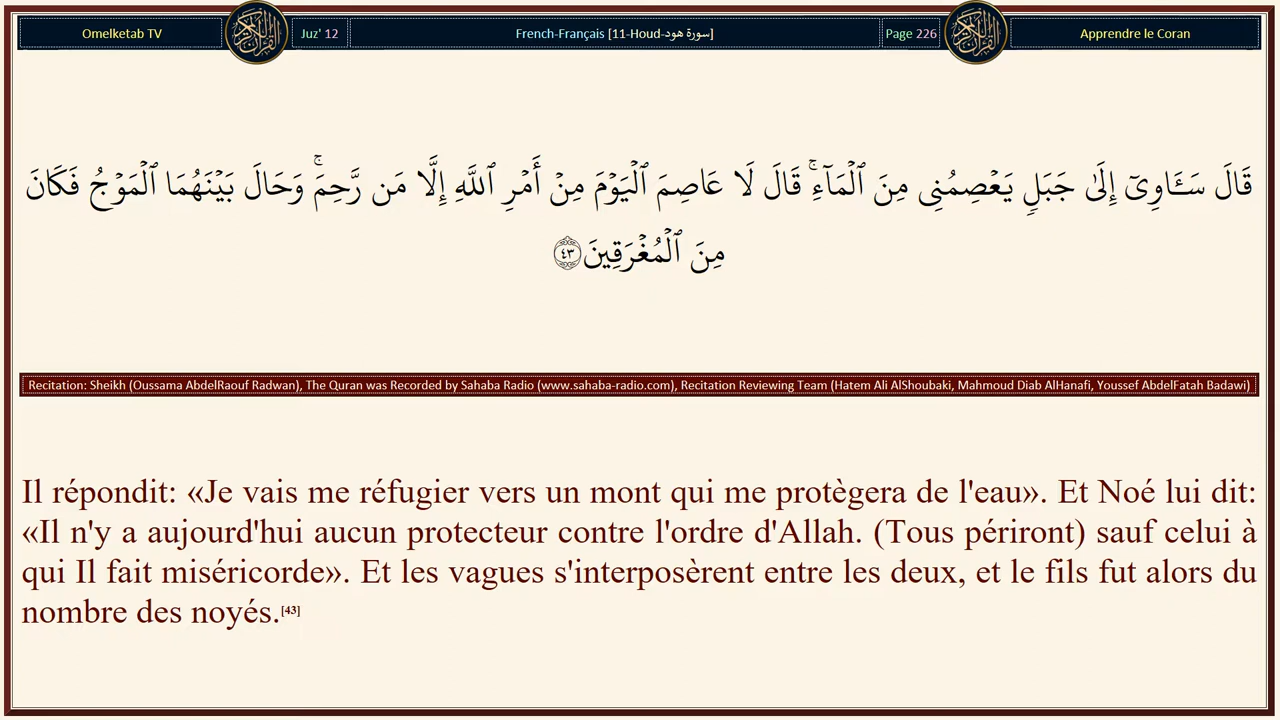 Omelketab TV
Juz' 12
French-Français [11-Houd-سورة هود]
Page 226
Apprendre le Coran
قَالَ سَـَٔاوِيٓ إِلَىٰ جَبَلٖ يَعۡصِمُنِي مِنَ ٱلۡمَآءِۚ قَالَ لَا عَاصِمَ ٱلۡيَوۡمَ مِنۡ أَمۡرِ ٱللَّهِ إِلَّا مَن رَّحِمَۚ وَحَالَ بَيۡنَهُمَا ٱلۡمَوۡجُ فَكَانَ
مِنَ ٱلۡمُغۡرَقِينَ ٤٣
Recitation: Sheikh (Oussama AbdelRaouf Radwan), The Quran was Recorded by Sahaba Radio (www.sahaba-radio.com), Recitation Reviewing Team (Hatem Ali AlShoubaki, Mahmoud Diab AlHanafi, Youssef AbdelFatah Badawi)
Il répondit: «Je vais me réfugier vers un mont qui me protègera de l'eau». Et Noé lui dit:
«Il n'y a aujourd'hui aucun protecteur contre l'ordre d'Allah. (Tous périront) sauf celui à
qui Il fait miséricorde». Et les vagues s'interposèrent entre les deux, et le fils fut alors du
nombre des noyés.[43]